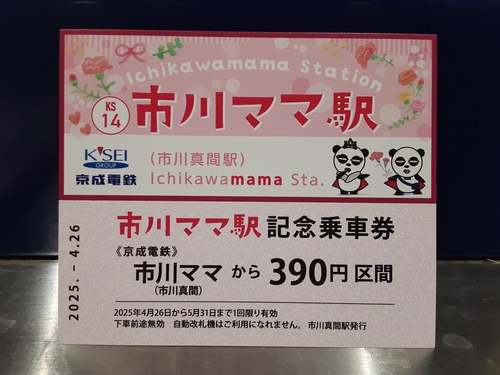 Ichikawamama Station
KS
14
市川ママ駅
K'SEI
GROUP
京成電鉄
(市川真間駅)
Ichikawamama Sta.
市川ママ駅 記念乗車券
《京成電鉄》
市川ママ から 390円 区間
(市川真間)
2025年4月26日から5月31日まで1回限り有効
下車前途無効 自動改札機はご利用になれません。 市川真間駅発行
2025.-4.26